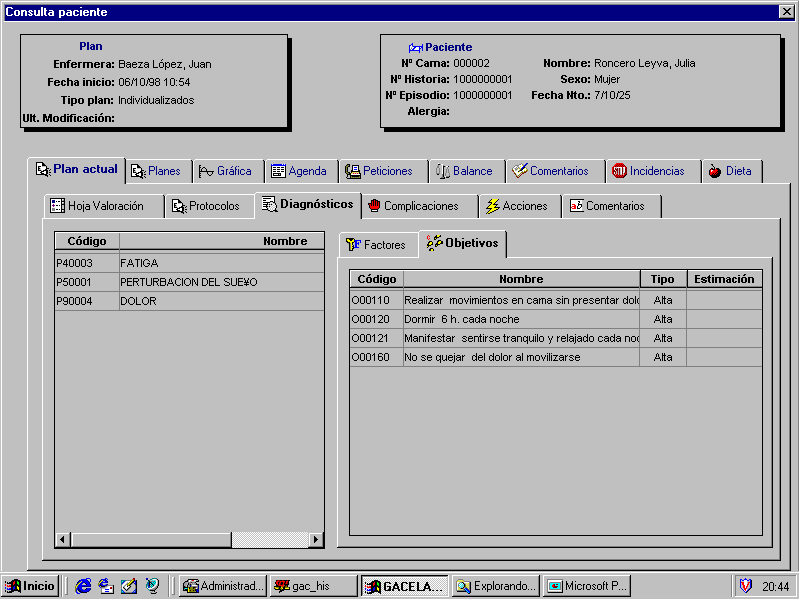 Consulta paciente
Plan
Enfermera: Baeza López, Juan
Fecha inicio: 06/10/98 10:54
Tipo plan: Individualizados
Ult. Modificación:
Paciente
Nº Cama: 000002 Nombre: Roncero Leyva, Julia
Nº Historia: 1000000001 Sexo: Mujer
Nº Episodio: 1000000001 Fecha Nto.: 7/10/25
Alergia:
Plan actual Planes Gráfica Agenda Peticiones Balance Comentarios Incidencias Dieta
Hoja Valoración Protocolos Diagnósticos Complicaciones Acciones Comentarios
Código Nombre
P40003 FATIGA
P50001 PERTURBACION DEL SUE¥O
P90004 DOLOR
Factores Objetivos
Código Nombre Tipo Estimación
O00110 Realizar movimientos en cama sin presentar dolo Alta
O00120 Dormir 6 h. cada noche Alta
O00121 Manifestar sentirse tranquilo y relajado cada noc Alta
O00160 No se quejar del dolor al movilizarse Alta
Inicio Administrad... gac_his GACELA... Explorando... Microsoft P... 20:44